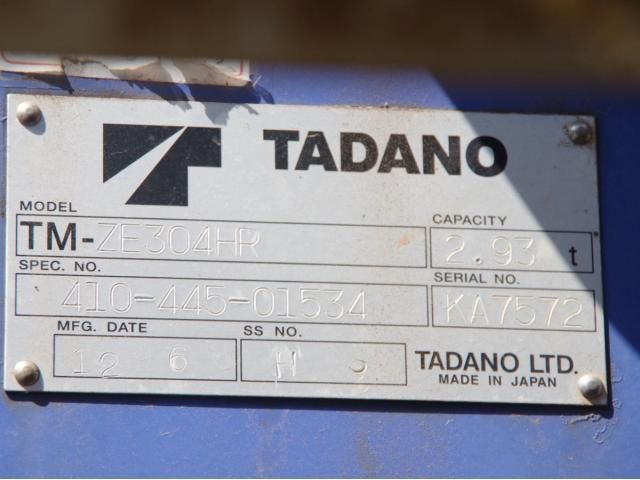 TADANO
MODEL
TM-ZE304HR
CAPACITY
2.93 t
SPEC. NO.
410-445-01534
SERIAL NO.
KA7572
MFG. DATE
12 6
SS NO.
H
TADANO LTD.
MADE IN JAPAN